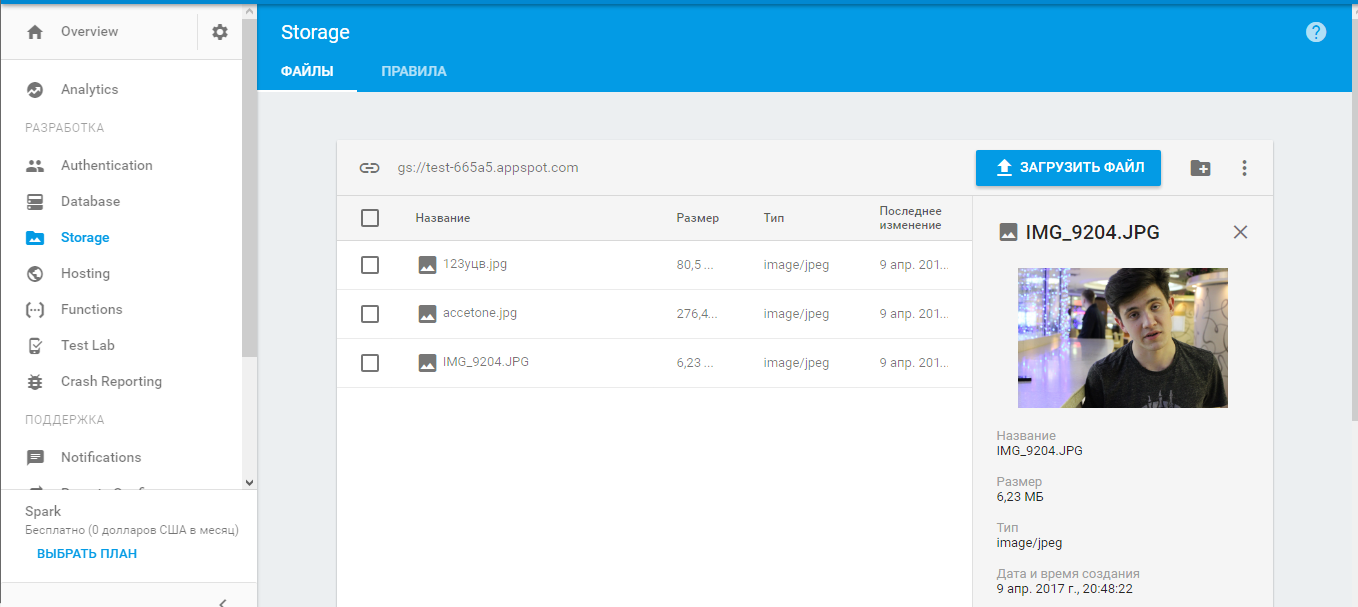 Overview
Analytics
РАЗРАБОТКА
Authentication
Database
Storage
Hosting
Functions
Test Lab
Crash Reporting
ПОДДЕРЖКА
Notifications
Spark
Бесплатно (0 долларов США в месяц)
ВЫБРАТЬ ПЛАН
Storage
ФАЙЛЫ ПРАВИЛА
gs://test-665a5.appspot.com
ЗАГРУЗИТЬ ФАЙЛ
Название Размер Тип Последнее
изменение
123уцв.jpg 80,5 ... image/jpeg 9 апр. 201...
accetone.jpg 276,4... image/jpeg 9 апр. 201...
IMG_9204.JPG 6,23 ... image/jpeg 9 апр. 201...
IMG_9204.JPG
Название
IMG_9204.JPG
Размер
6,23 МБ
Тип
image/jpeg
Дата и время создания
9 апр. 2017 г., 20:48:22